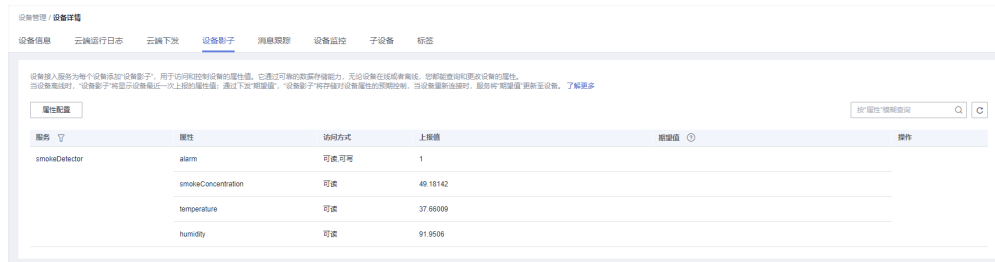 设备管理 / 设备详情
设备信息 云端运行日志 云端下发 设备影子 消息跟踪 设备监控 子设备 标签
设备接入服务为每个设备添加“设备影子”，用于访问和控制设备的属性值。它通过可靠的数据存储能力，无论设备在线或者离线，您都能查询和更改设备的属性。
当设备离线时，“设备影子”将显示设备最近一次上报的属性值；通过下发“期望值”，“设备影子”将存储对设备属性的预期控制，当设备重新连接时，服务将“期望值”更新至设备。 了解更多
属性配置 按“属性”模糊查询
服务 属性 访问方式 上报值 期望值 操作
smokeDetector alarm 可读,可写 1
smokeConcentration 可读 49.18142
temperature 可读 37.66009
humidity 可读 91.9506